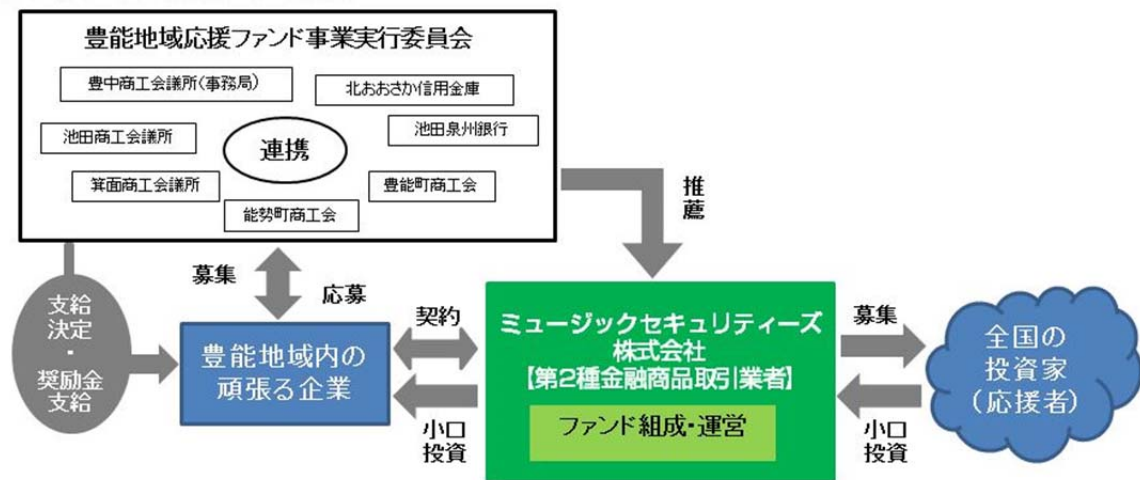 豊能地域応援ファンド事業実行委員会
豊中商工会議所(事務局)
北おおさか信用金庫
池田商工会議所
連携
池田泉州銀行
箕面商工会議所
豊能町商工会
能勢町商工会
推薦
募集
応募
支給
決定
・
奨励金
支給
豊能地域内の
頑張る企業
契約
小口
投資
ミュージックセキュリティーズ
株式会社
【第2種金融商品取引業者】
ファンド組成・運営
募集
小口
投資
全国の
投資家
(応援者)